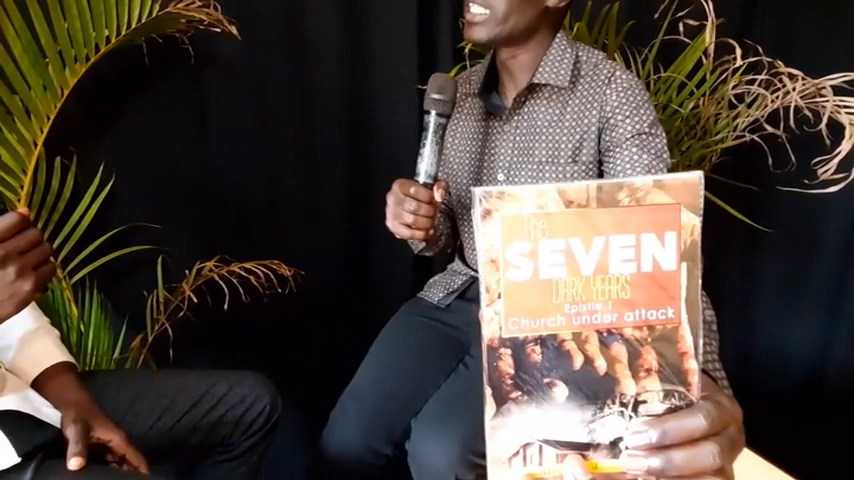 The
SEVEN
DARK YEARS
Epistle 1
Church under attack